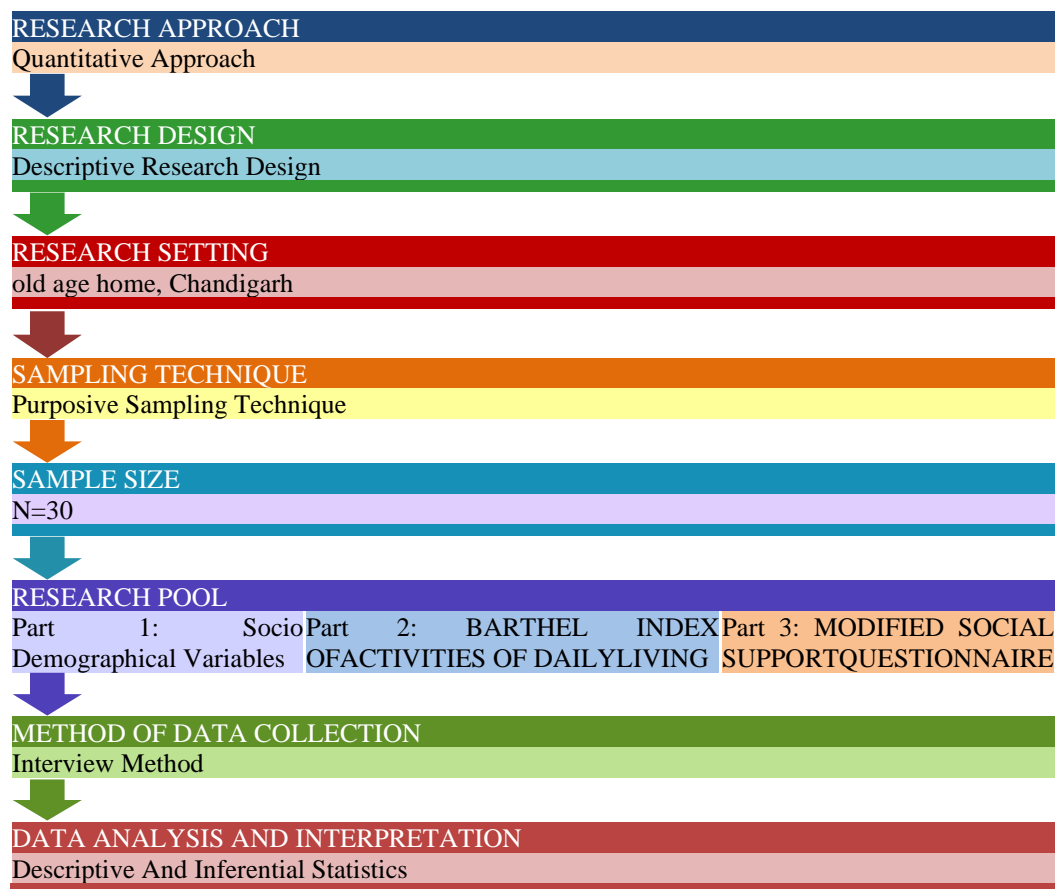 RESEARCH APPROACH
Quantitative Approach
RESEARCH DESIGN
Descriptive Research Design
RESEARCH SETTING
old age home, Chandigarh
SAMPLING TECHNIQUE
Purposive Sampling Technique
SAMPLE SIZE
N=30
RESEARCH POOL
Part 1: Socio
Demographical Variables
Part 2: BARTHEL INDEX
OFACTIVITIES OF DAILYLIVING
Part 3: MODIFIED SOCIAL
SUPPORTQUESTIONNAIRE
METHOD OF DATA COLLECTION
Interview Method
DATA ANALYSIS AND INTERPRETATION
Descriptive And Inferential Statistics